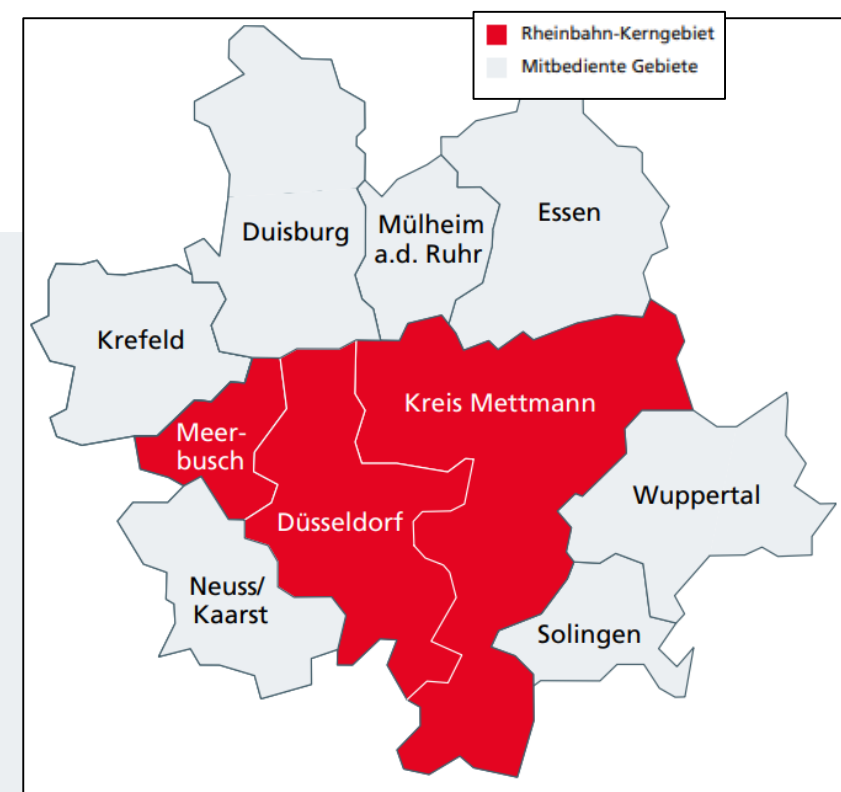 Rheinbahn-Kerngebiet
Mitbediente Gebiete
Duisburg
Mülheim
a.d. Ruhr
Essen
Krefeld
Kreis Mettmann
Meer-
busch
Düsseldorf
Wuppertal
Neuss/
Kaarst
Solingen